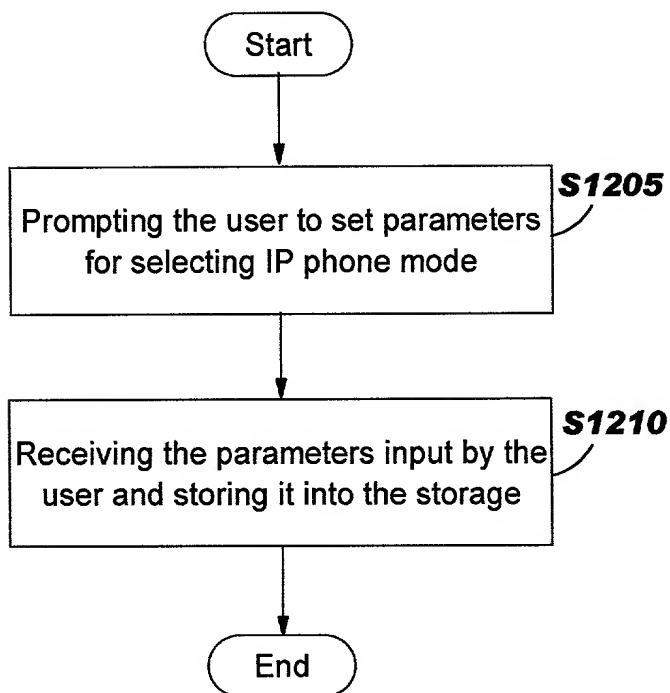 Start
S1205
Prompting the user to set parameters
for selecting IP phone mode
S1210
Receiving the parameters input by the
user and storing it into the storage
End